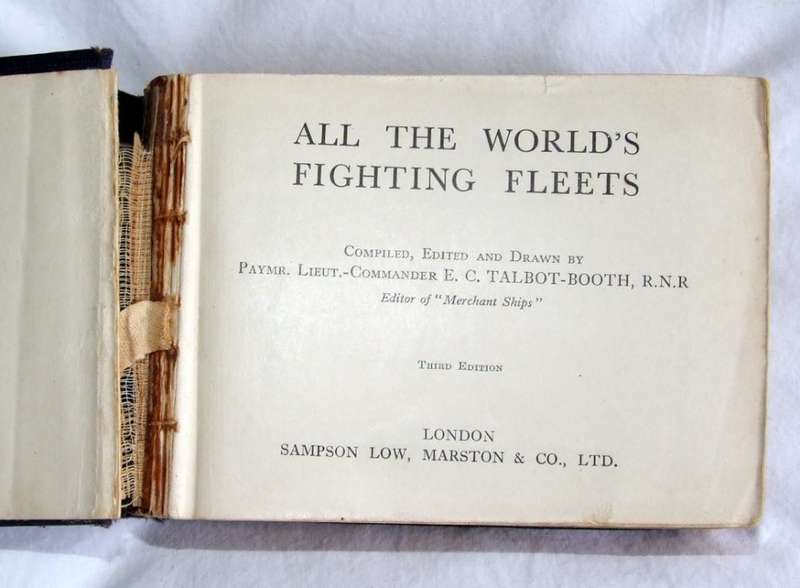 ALL THE WORLD'S
FIGHTING FLEETS
COMPILED, EDITED AND DRAWN BY
PAYMR. LIEUT.-COMMANDER E. C. TALBOT-BOOTH, R.N.R
Editor of "Merchant Ships"
THIRD EDITION
LONDON
SAMPSON LOW, MARSTON & CO., LTD.